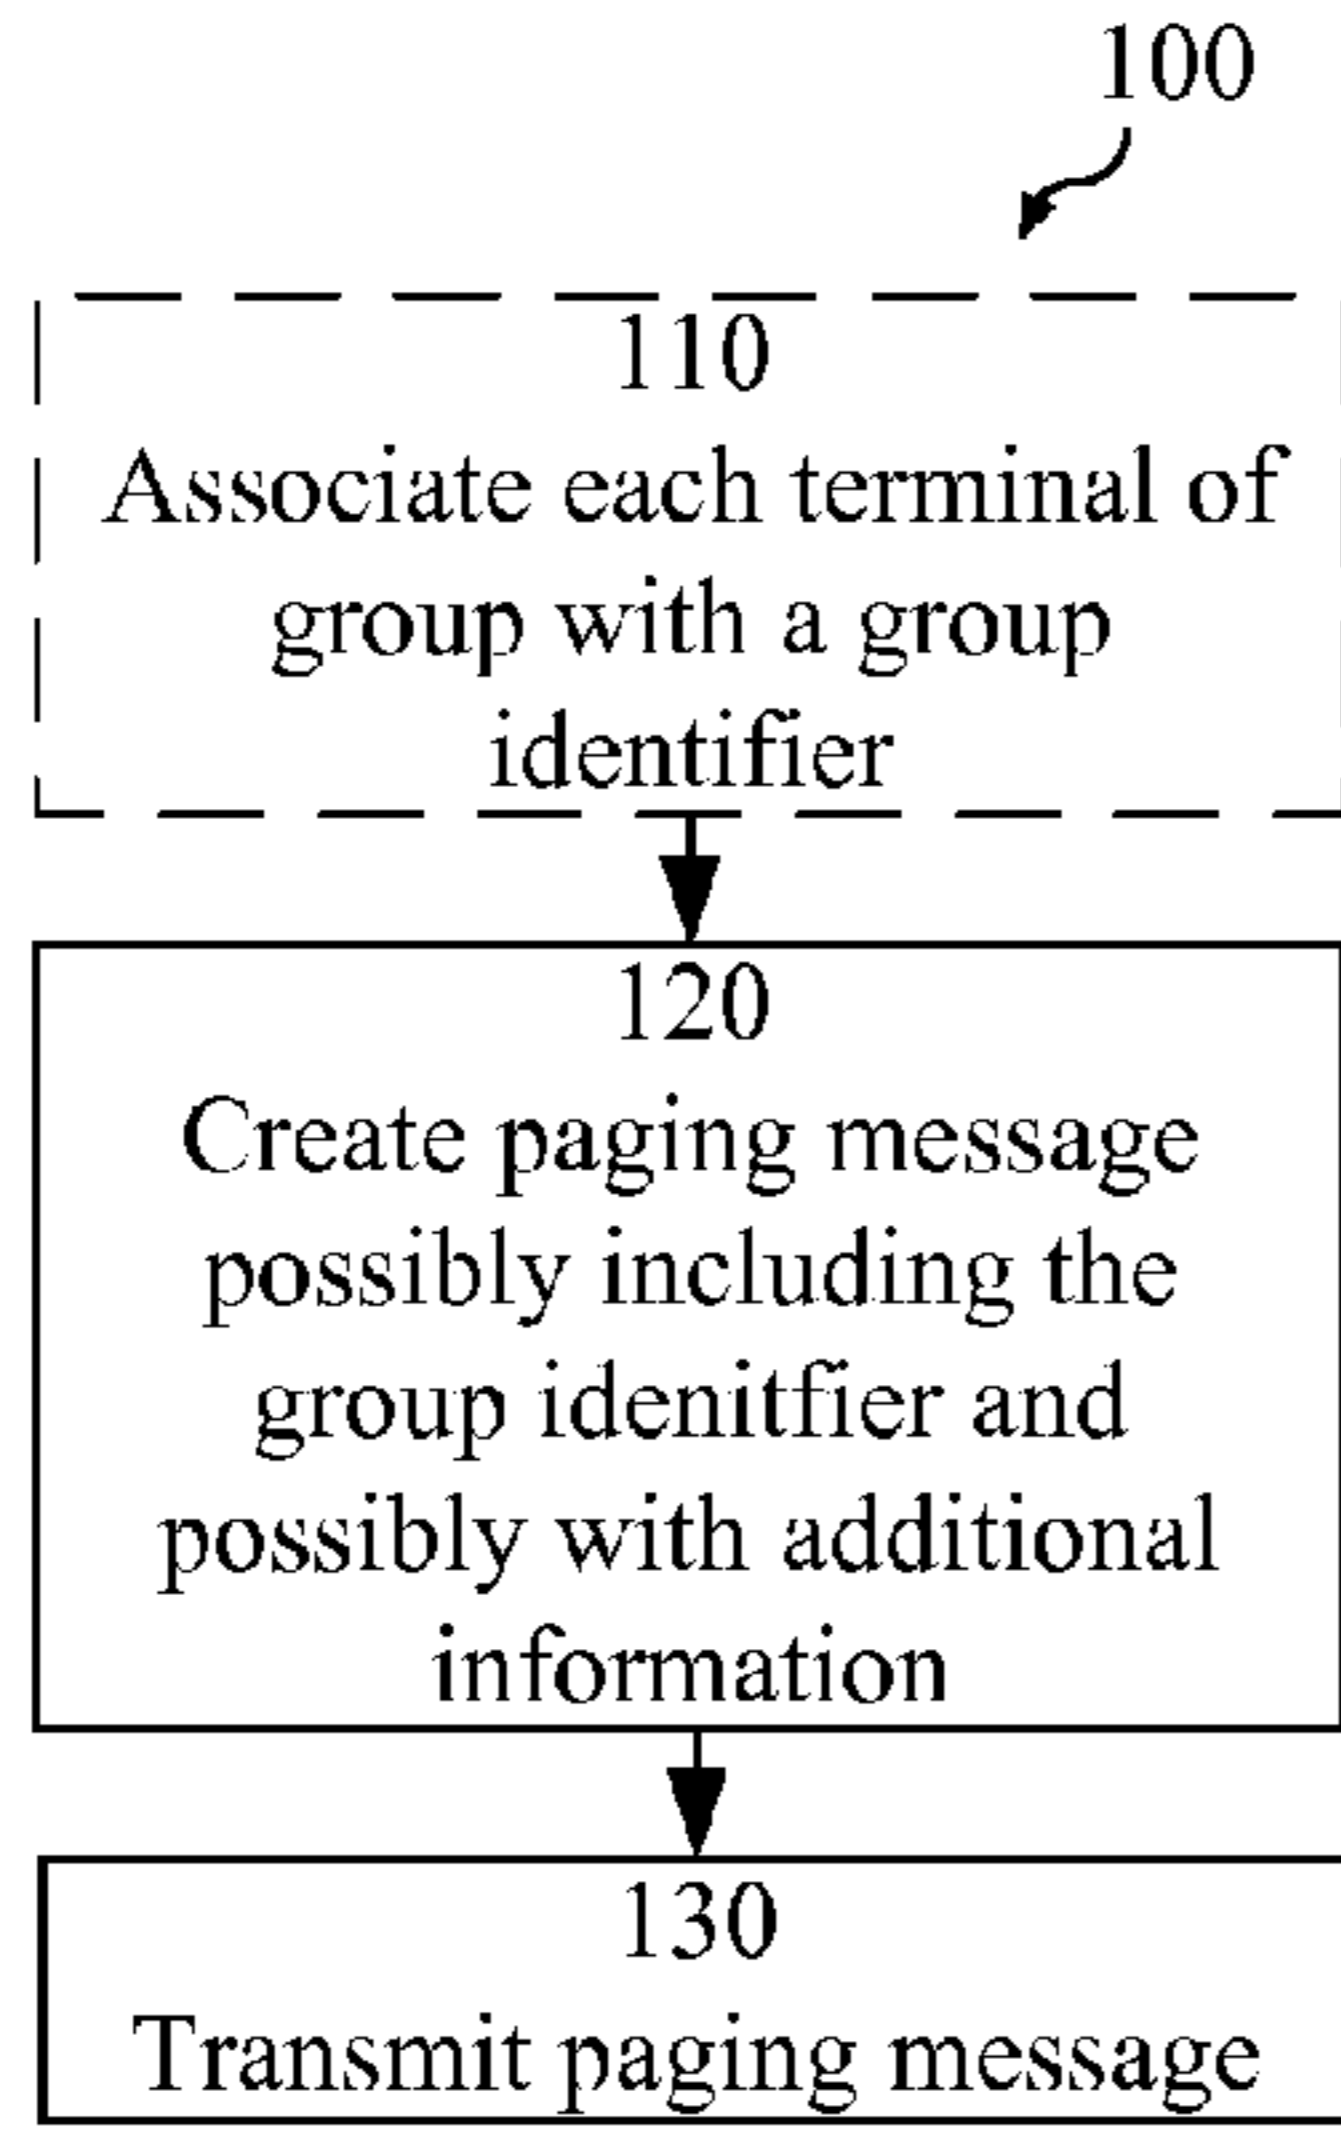 100
110
Associate each terminal of
group with a group
identifier
120
Create paging message
possibly including the
group idenitfier and
possibly with additional
information
130
Transmit paging message